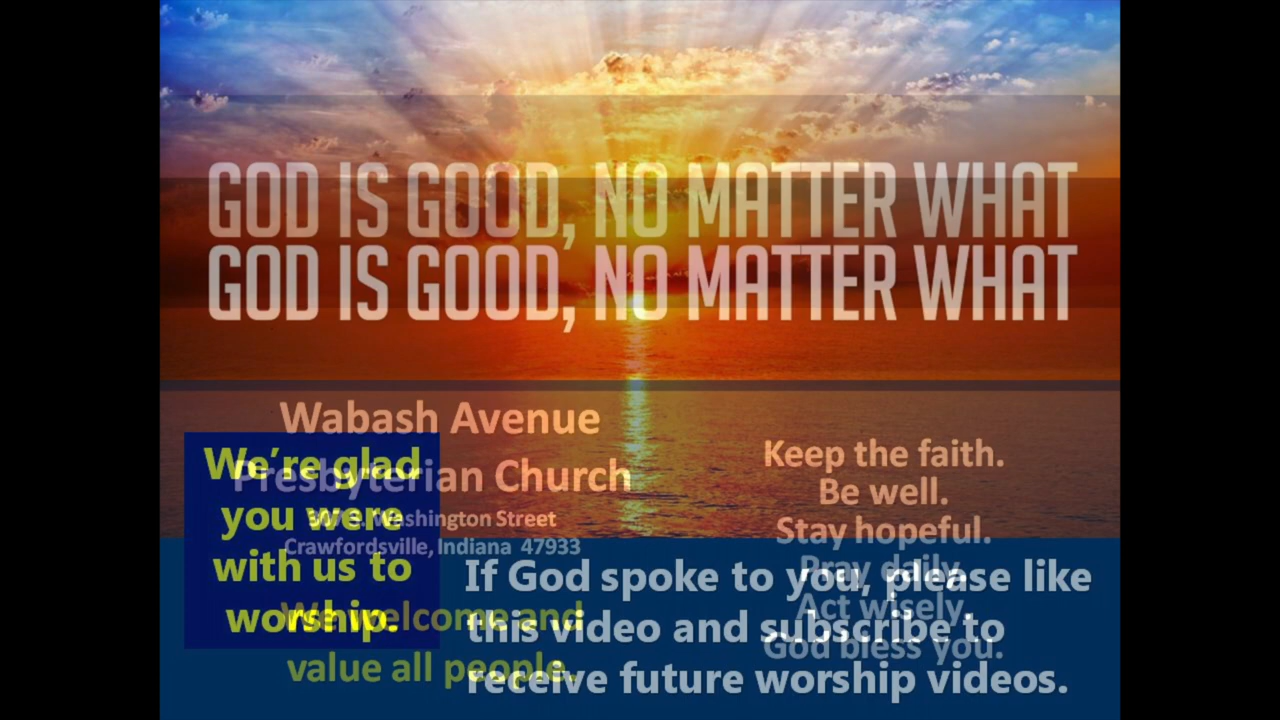 GOD IS GOOD, NO MATTER WHAT
GOD IS GOOD, NO MATTER WHAT
Wabash Avenue
Presbyterian Church
Washington Street
Crawfordsville, Indiana 47933
We welcome and
value all people.
We're glad
you were
with us to
worship.
Keep the faith.
Be well.
Stay hopeful.
Pray daily.
Act wisely.
God bless you.
If God spoke to you, please like
this video and subscribe to
receive future worship videos.